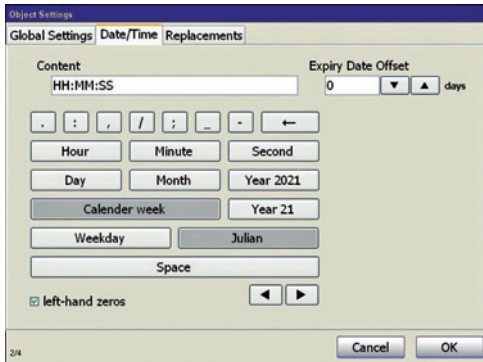 Object Settings
Global Settings Date/Time Replacements
Content Expiry Date Offset
HH:MM:SS 0 ▼ ▲ days
. : , / ; _ - ←
Hour Minute Second
Day Month Year 2021
Calender week Year 21
Weekday Julian
Space
left-hand zeros ◄ ►
2/4 Cancel OK